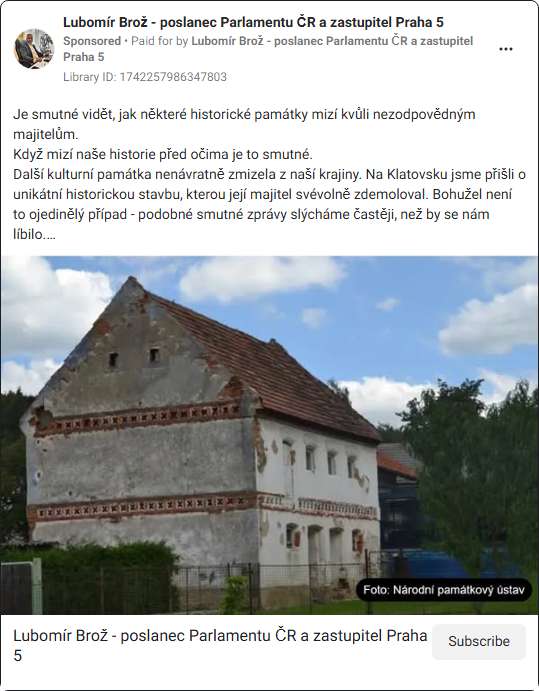 Lubomír Brož - poslanec Parlamentu ČR a zastupitel Praha 5
Sponsored • Paid for by Lubomír Brož - poslanec Parlamentu ČR a zastupitel
Praha 5
Library ID: 1742257986347803
Je smutné vidět, jak některé historické památky mizí kvůli nezodpovědným
majitelům.
Když mizí naše historie před očima je to smutné.
Další kulturní památka nenávratně zmizela z naší krajiny. Na Klatovsku jsme přišli o
unikátní historickou stavbu, kterou její majitel svévolně zdemoloval. Bohužel není
to ojedinělý případ - podobné smutné zprávy slýcháme častěji, než by se nám
líbilo....
Foto: Národní památkový ústav
Lubomír Brož - poslanec Parlamentu ČR a zastupitel Praha
5
Subscribe